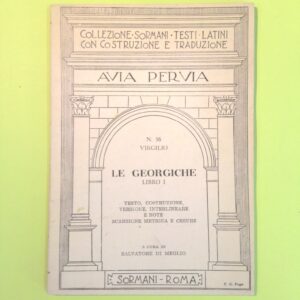 COLLEZIONE·SORMANI·TESTI·LATINI
CON COSTRUZIONE E TRADUZIONE
AVIA PERVIA
N. 56
VIRGILIO
LE GEORGICHE
LIBRO I
TESTO, COSTRUZIONE,
VERSIONE INTERLINEARE
E NOTE
SCANSIONE METRICA E CESURE
A CURA DI
SALVATORE DI MEGLIO
SORMANI-ROMA